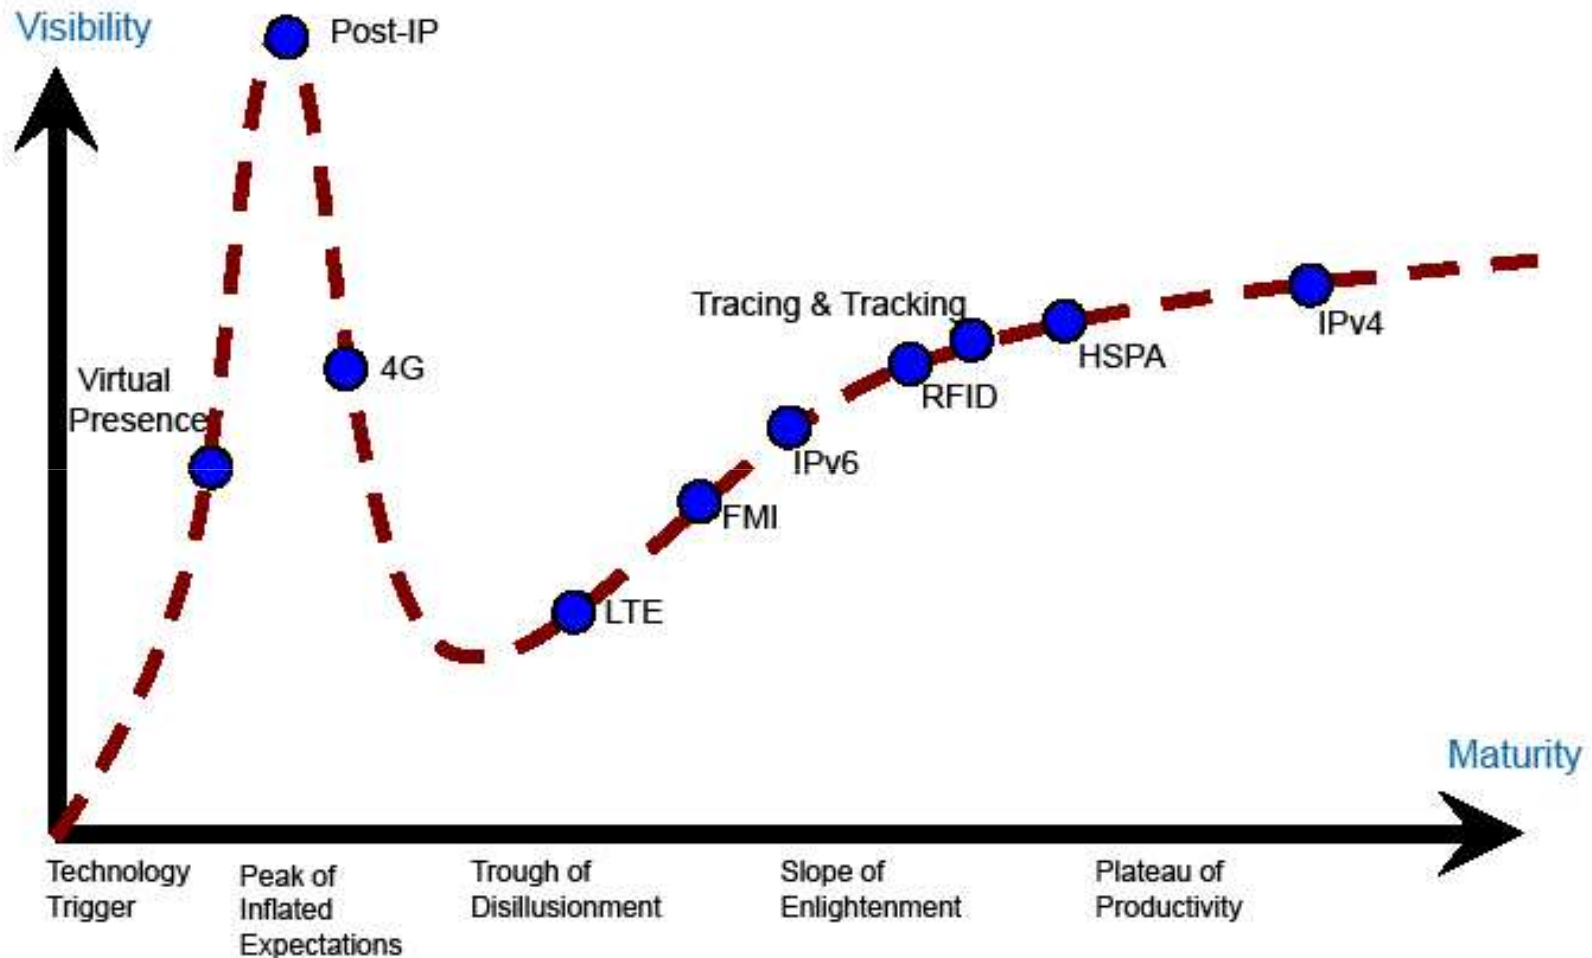 Visibility
Post-IP
Virtual
Presence
4G
Tracing & Tracking
IPv4
HSPA
RFID
IPv6
FMI
LTE
Maturity
Technology
Trigger
Peak of
Inflated
Expectations
Trough of
Disillusionment
Slope of
Enlightenment
Plateau of
Productivity